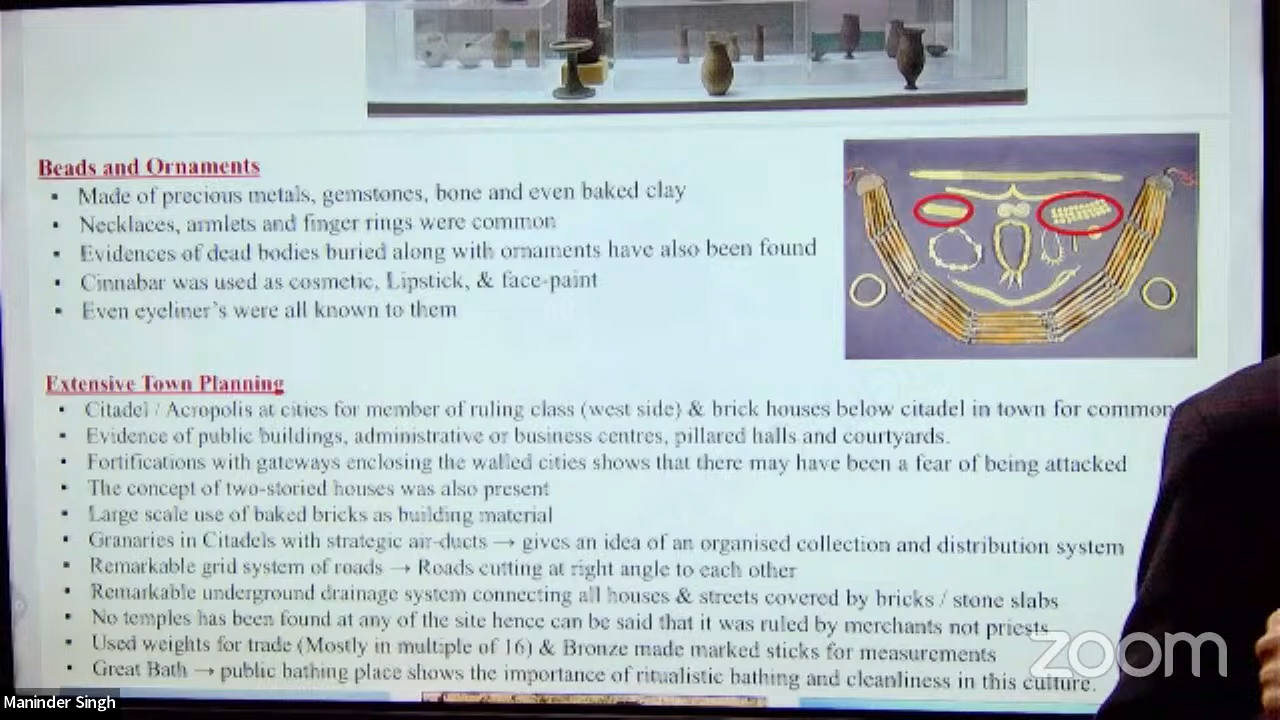 Beads and Ornaments
▪ Made of precious metals, gemstones, bone and even baked clay
▪ Necklaces, armlets and finger rings were common
▪ Evidences of dead bodies buried along with ornaments have also been found
▪ Cinnabar was used as cosmetic, Lipstick, & face-paint
▪ Even eyeliner's were all known to them
Extensive Town Planning
▪ Citadel / Acropolis at cities for member of ruling class (west side) & brick houses below citadel in town for common
▪ Evidence of public buildings, administrative or business centres, pillared halls and courtyards.
▪ Fortifications with gateways enclosing the walled cities shows that there may have been a fear of being attacked
▪ The concept of two-storied houses was also present
▪ Large scale use of baked bricks as building material
▪ Granaries in Citadels with strategic air-ducts → gives an idea of an organised collection and distribution system
▪ Remarkable grid system of roads → Roads cutting at right angle to each other
▪ Remarkable underground drainage system connecting all houses & streets covered by bricks / stone slabs
▪ No temples has been found at any of the site hence can be said that it was ruled by merchants not priests
▪ Used weights for trade (Mostly in multiple of 16) & Bronze made marked sticks for measurements
▪ Great Bath → public bathing place shows the importance of ritualistic bathing and cleanliness in this culture.
zoom
Maninder Singh